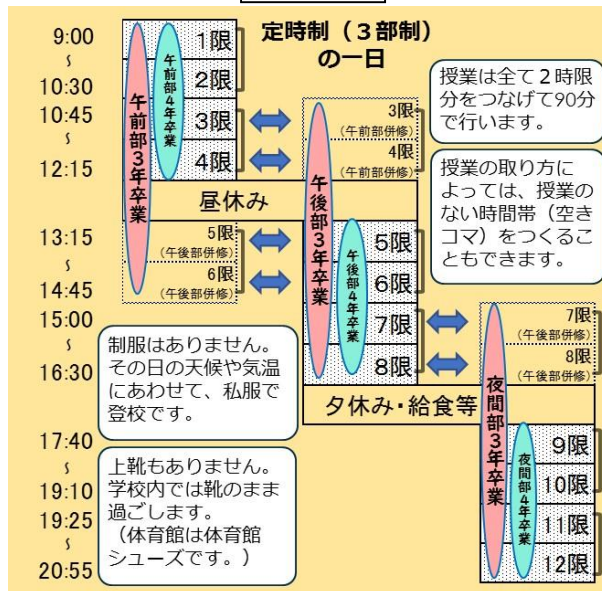 定時制（３部制）
の一日
9:00
～
10:30
10:45
～
12:15
13:15
～
14:45
15:00
～
16:30
17:40
～
19:10
19:25
～
20:55
午前部３年卒業
午前部４年卒業
1限
2限
3限
4限
昼休み
5限
(午後部併修)
6限
(午後部併修)
午後部３年卒業
3限
(午前部併修)
4限
(午前部併修)
午後部４年卒業
5限
6限
7限
8限
夕休み・給食等
夜間部３年卒業
7限
(午後部併修)
8限
(午後部併修)
夜間部４年卒業
9限
10限
11限
12限
授業は全て２時限
分をつなげて90分
で行います。
授業の取り方に
よっては、授業の
ない時間帯（空き
コマ）をつくるこ
ともできます。
制服はありません。
その日の天候や気温
にあわせて、私服で
登校です。
上靴もありません。
学校内では靴のまま
過ごします。
（体育館は体育館
シューズです。）